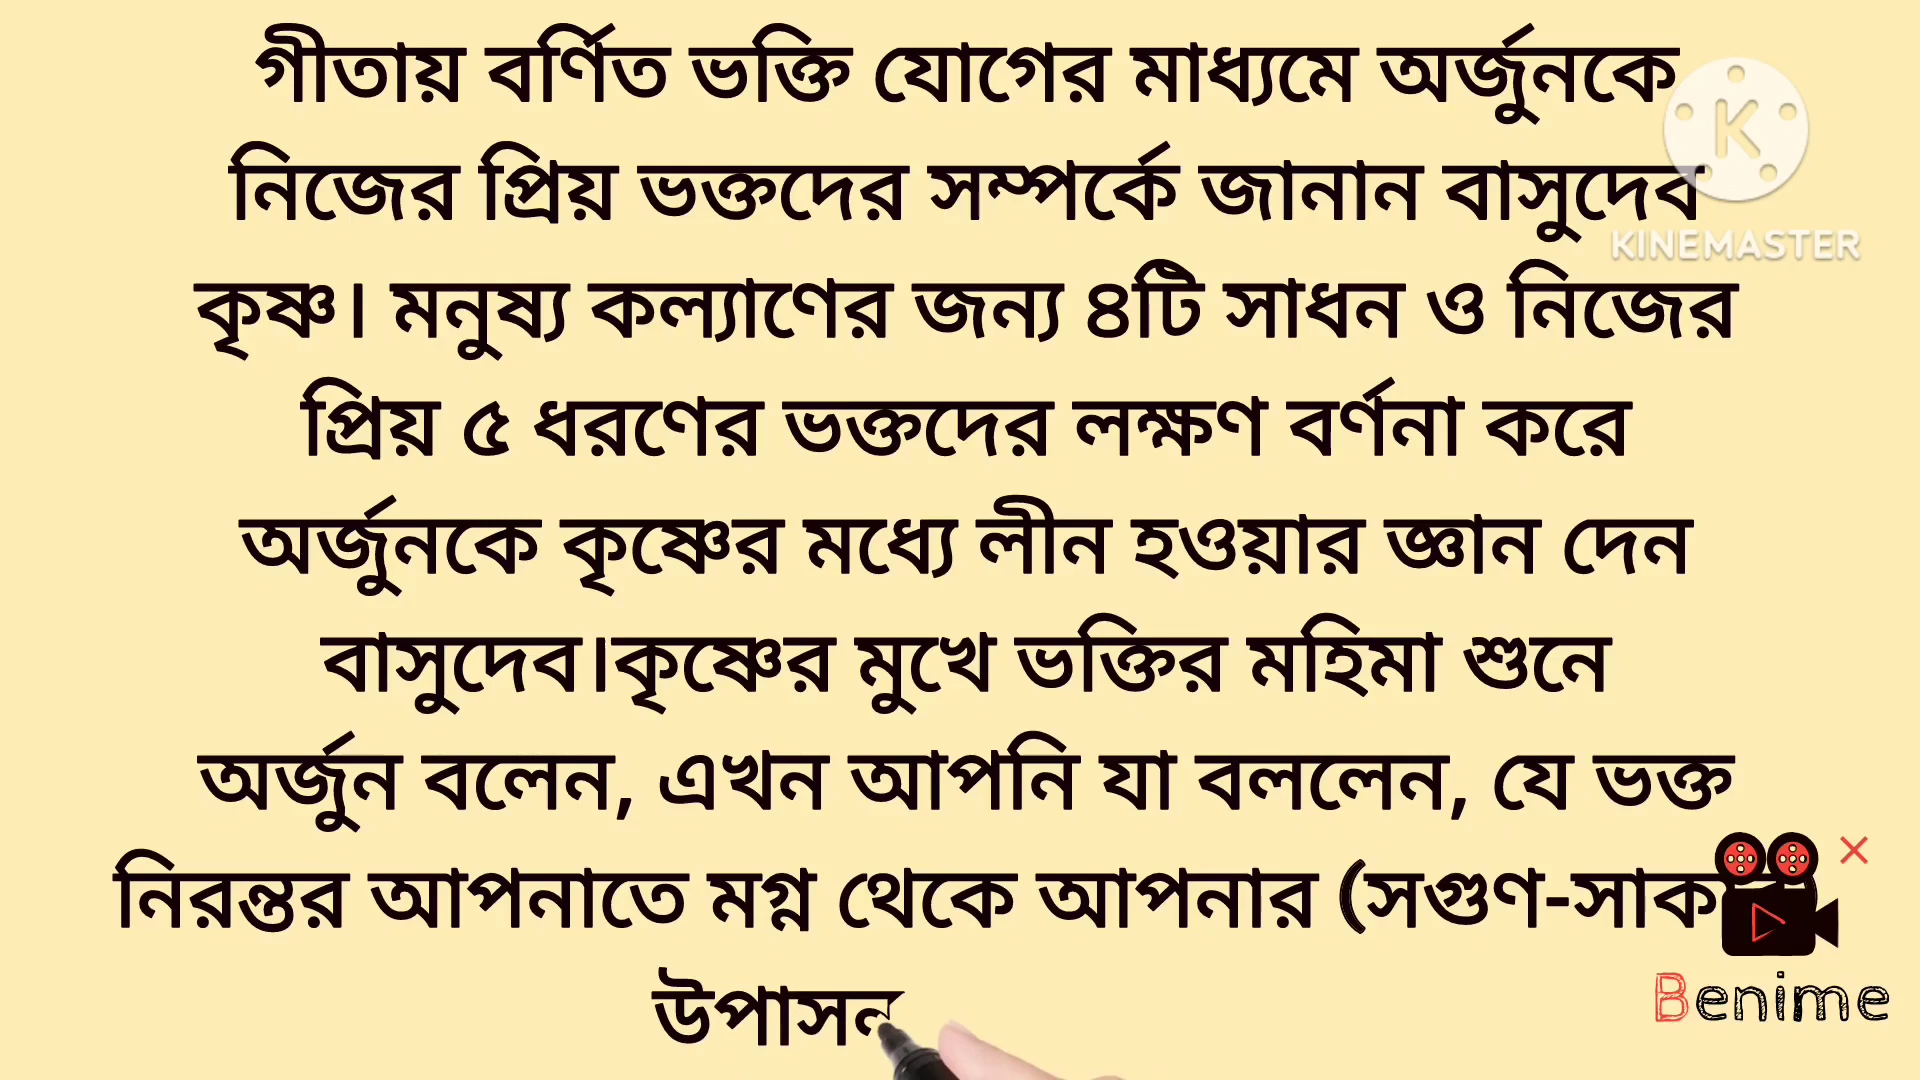 গীতায় বর্ণিত ভক্তি যোগের মাধ্যমে অর্জুনকে
নিজের প্রিয় ভক্তদের সম্পর্কে জানান বাসুদেব
কৃষ্ণ। মনুষ্য কল্যাণের জন্য ৪টি সাধন ও নিজের
প্রিয় ৫ ধরণের ভক্তদের লক্ষণ বর্ণনা করে
অর্জুনকে কৃষ্ণের মধ্যে লীন হওয়ার জ্ঞান দেন
বাসুদেব।কৃষ্ণের মুখে ভক্তির মহিমা শুনে
অর্জুন বলেন, এখন আপনি যা বললেন, যে ভক্ত
নিরন্তর আপনাতে মগ্ন থেকে আপনার (সগুণ-
KINEMASTER
Benime